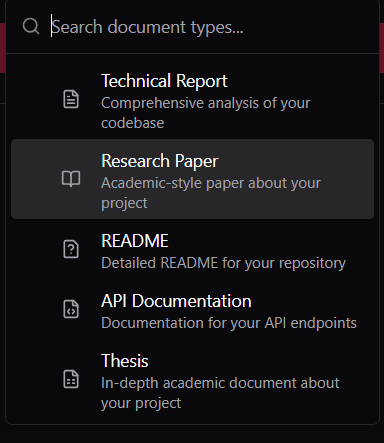 Search document types...
Technical Report
Comprehensive analysis of your
codebase
Research Paper
Academic-style paper about your
project
README
Detailed README for your repository
API Documentation
Documentation for your API endpoints
Thesis
In-depth academic document about
your project